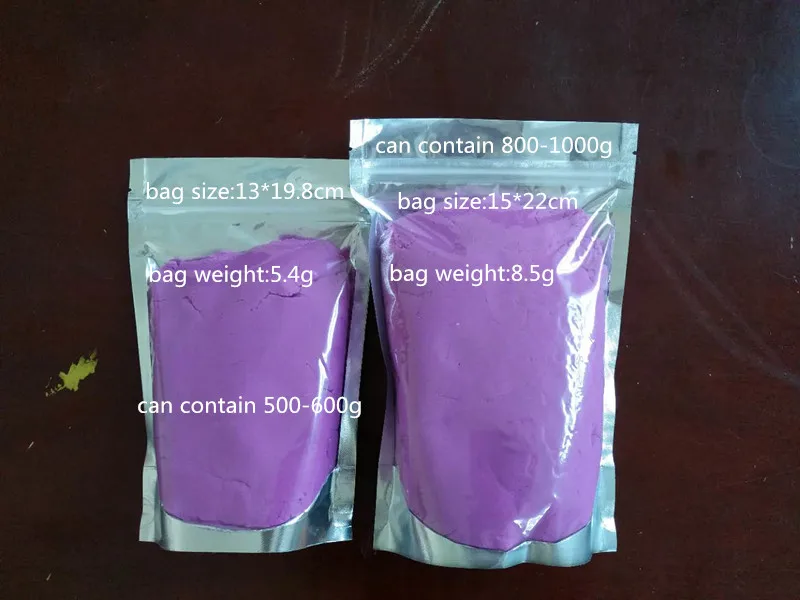 bag size:13*19.8cm
bag weight:5.4g
can contain 500-600g
can contain 800-1000g
bag size:15*22cm
bag weight:8.5g